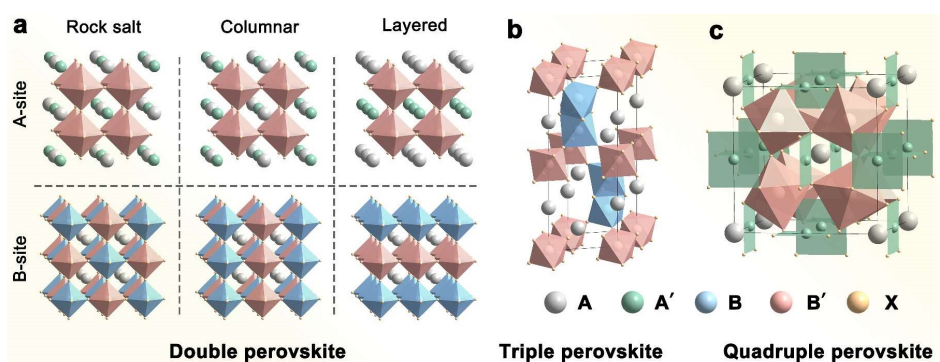 a
Rock salt
Columnar
Layered
A-site
B-site
Double perovskite
b
Triple perovskite
c
A
A′
B
B′
X
Quadruple perovskite